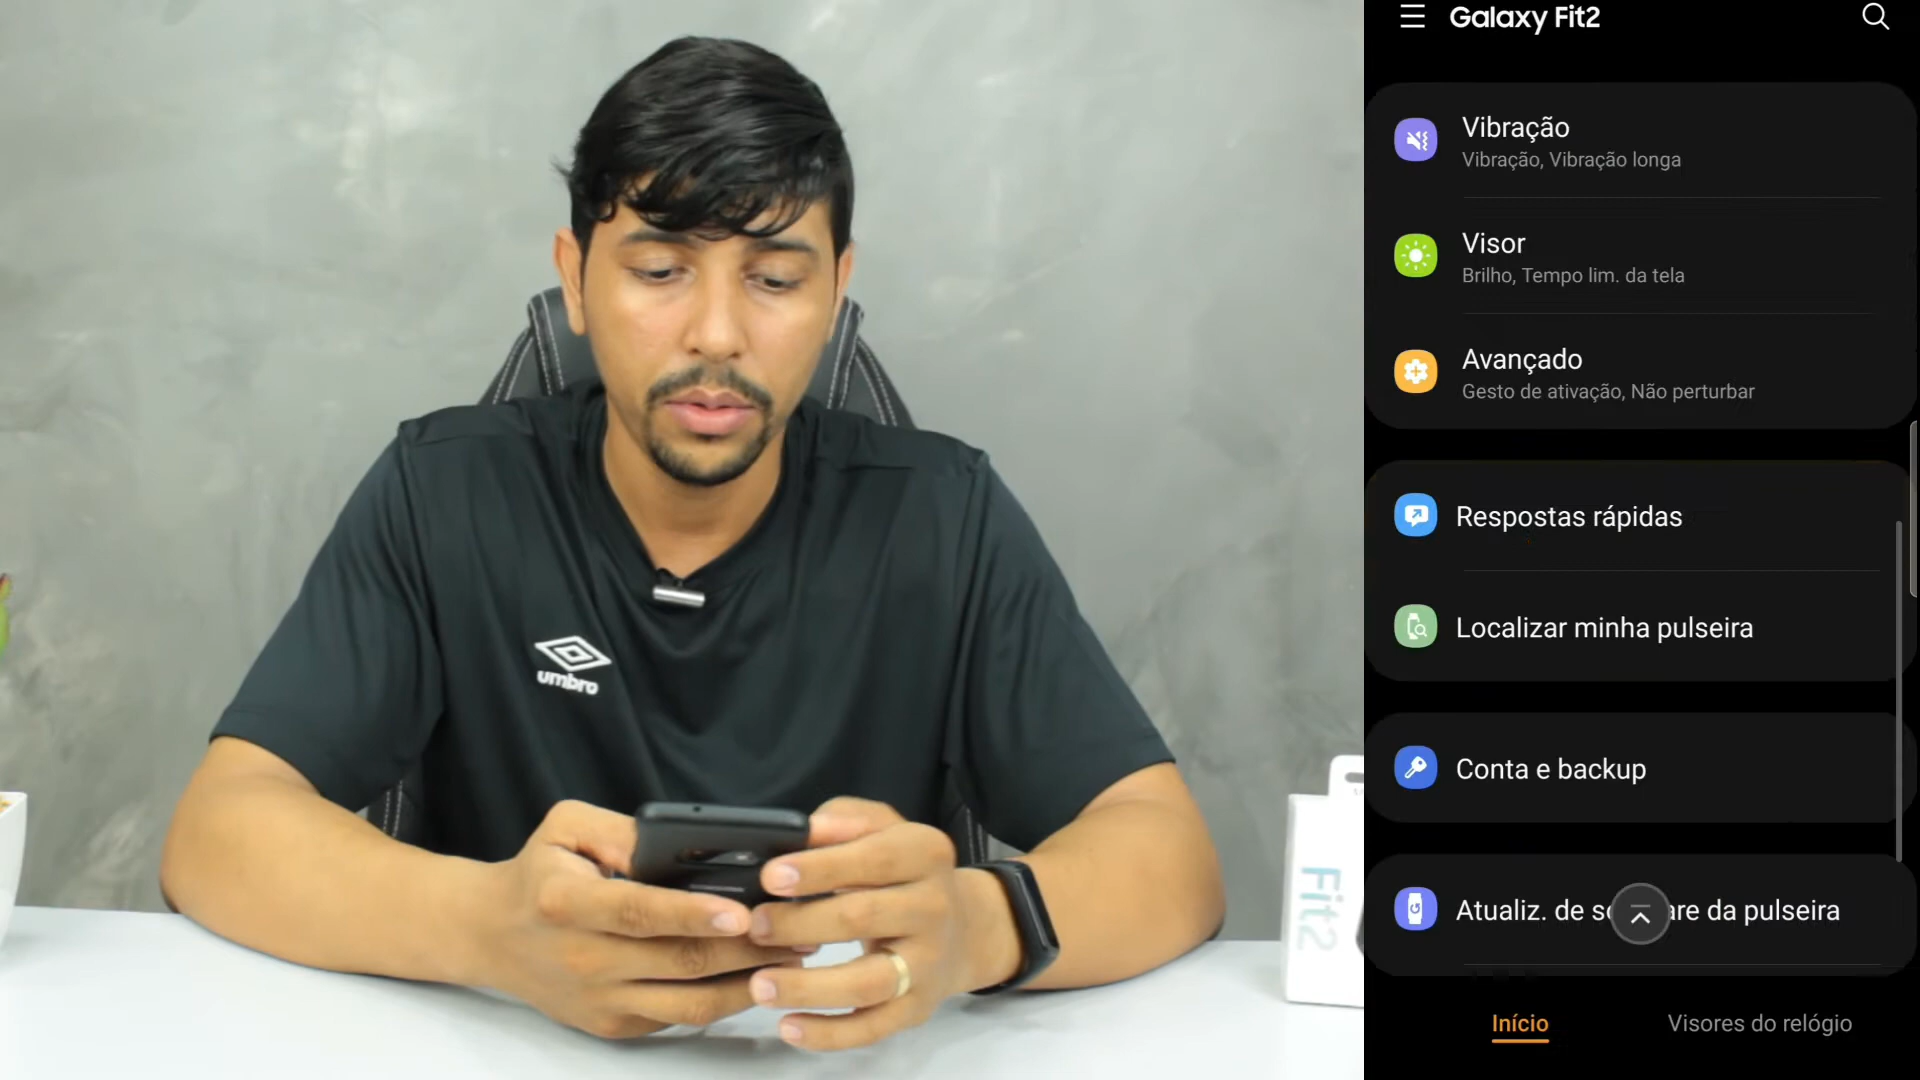 Galaxy Fit2
Vibração
Vibração, Vibração longa
Visor
Brilho, Tempo lim. da tela
Avançado
Gesto de ativação, Não perturbar
Respostas rápidas
Localizar minha pulseira
Conta e backup
Atualiz. de so are da pulseira
Início
Visores do relógio
umbro
Fit2